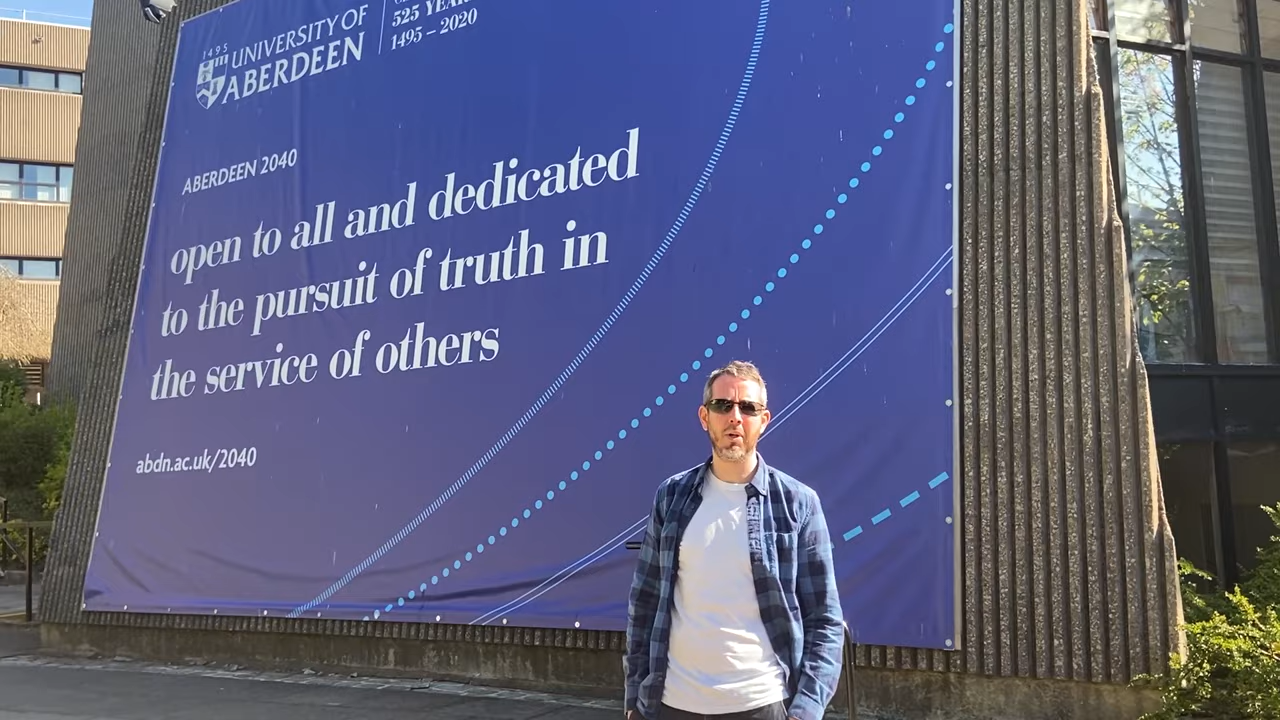 1495
UNIVERSITY OF
ABERDEEN
525 YEARS
1495 – 2020
ABERDEEN 2040
open to all and dedicated
to the pursuit of truth in
the service of others
abdn.ac.uk/2040